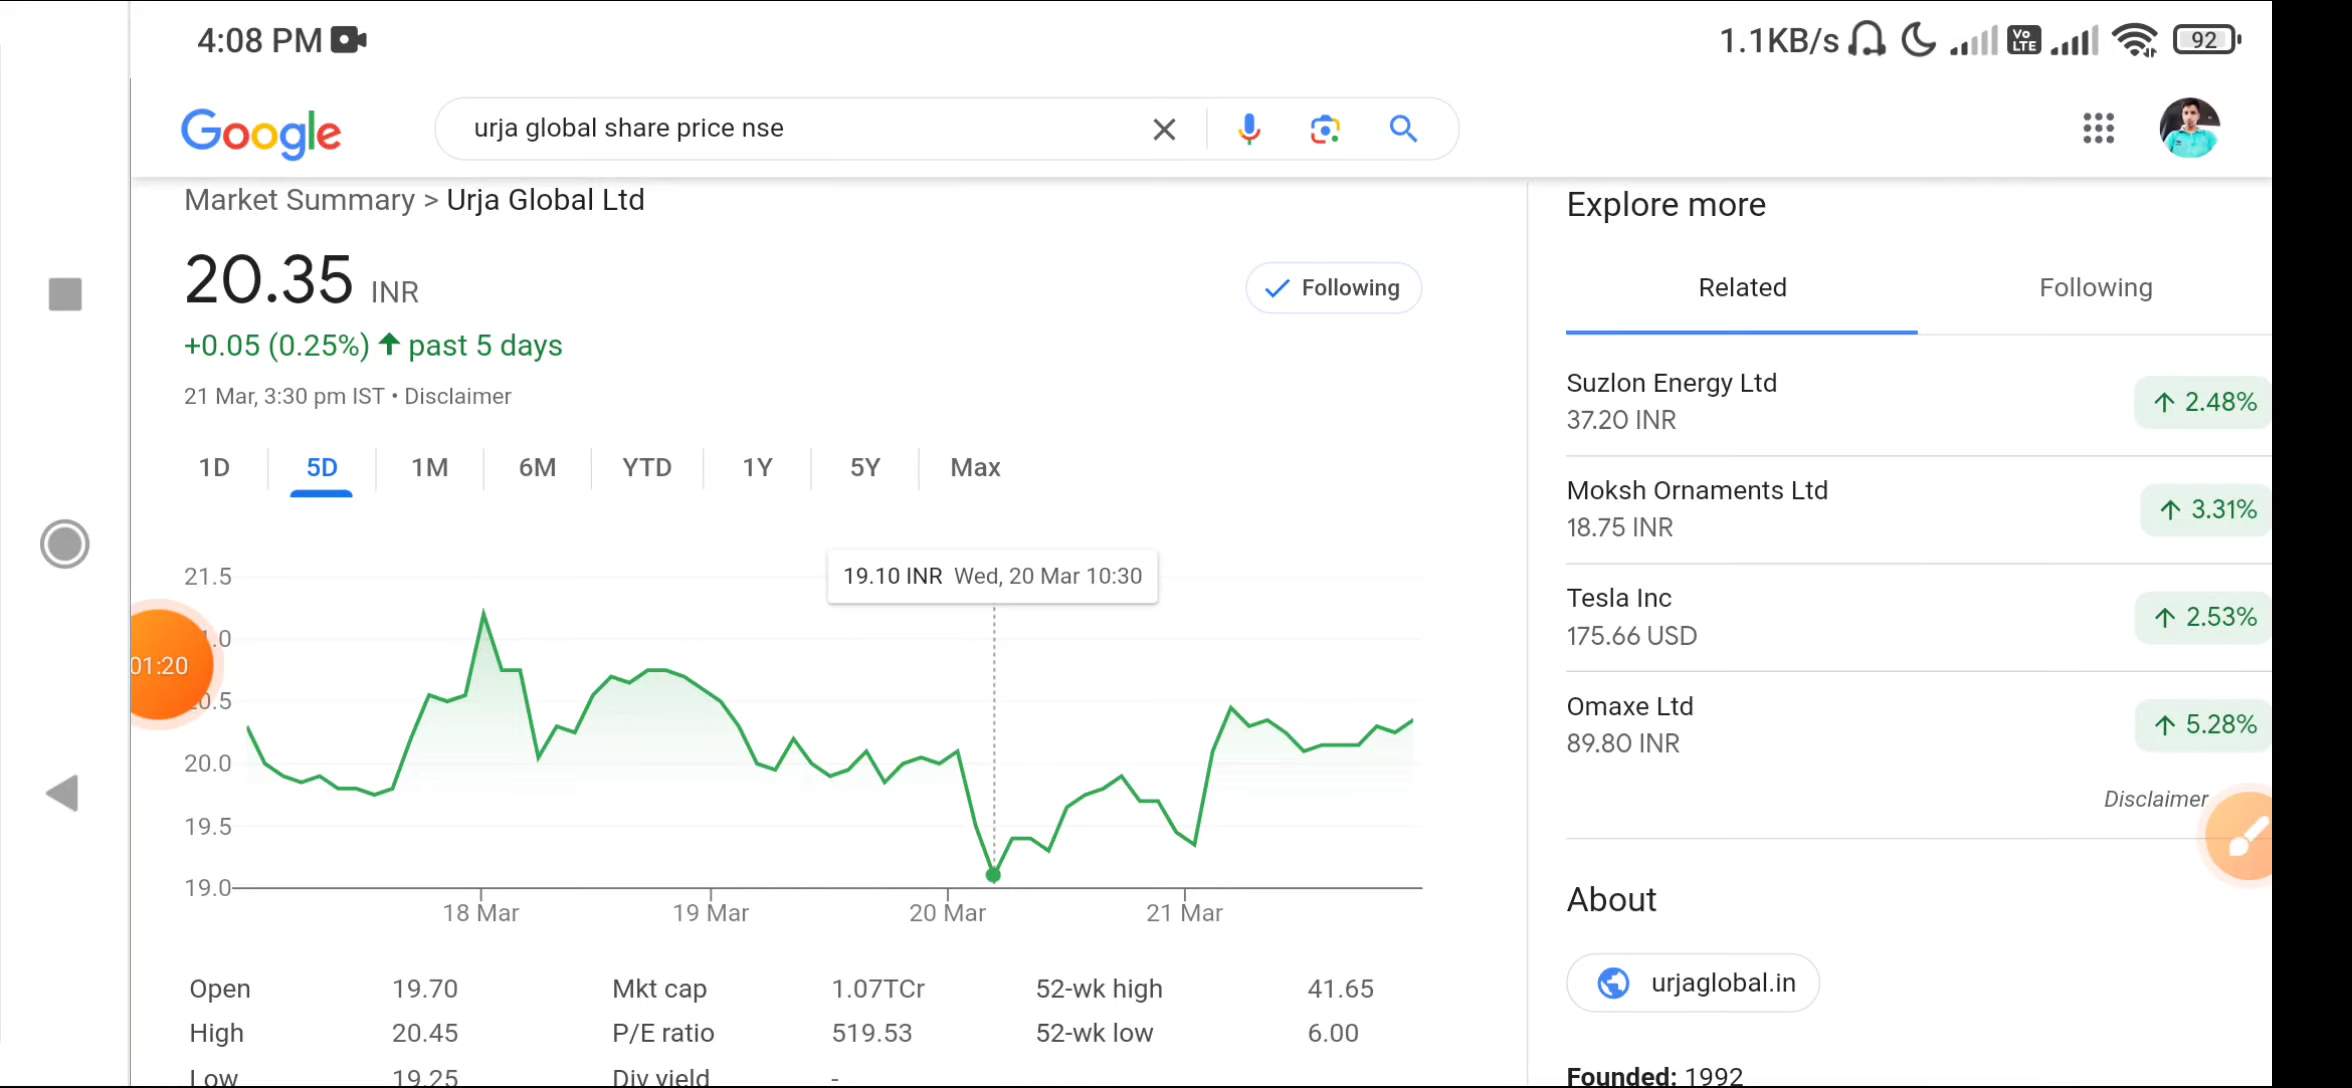 4:08 PM
1.1KB/s
Vo LTE
92
Google
urja global share price nse
Market Summary > Urja Global Ltd
20.35 INR
Following
+0.05 (0.25%) past 5 days
21 Mar, 3:30 pm IST • Disclaimer
1D 5D 1M 6M YTD 1Y 5Y Max
19.10 INR Wed, 20 Mar 10:30
21.5
1.0
0.5
20.0
19.5
19.0
01:20
18 Mar 19 Mar 20 Mar 21 Mar
Open 19.70 Mkt cap 1.07TCr 52-wk high 41.65
High 20.45 P/E ratio 519.53 52-wk low 6.00
Low 19.25 Div yield -
Explore more
Related Following
Suzlon Energy Ltd
37.20 INR
2.48%
Moksh Ornaments Ltd
18.75 INR
3.31%
Tesla Inc
175.66 USD
2.53%
Omaxe Ltd
89.80 INR
5.28%
Disclaimer
About
urjaglobal.in
Founded: 1992